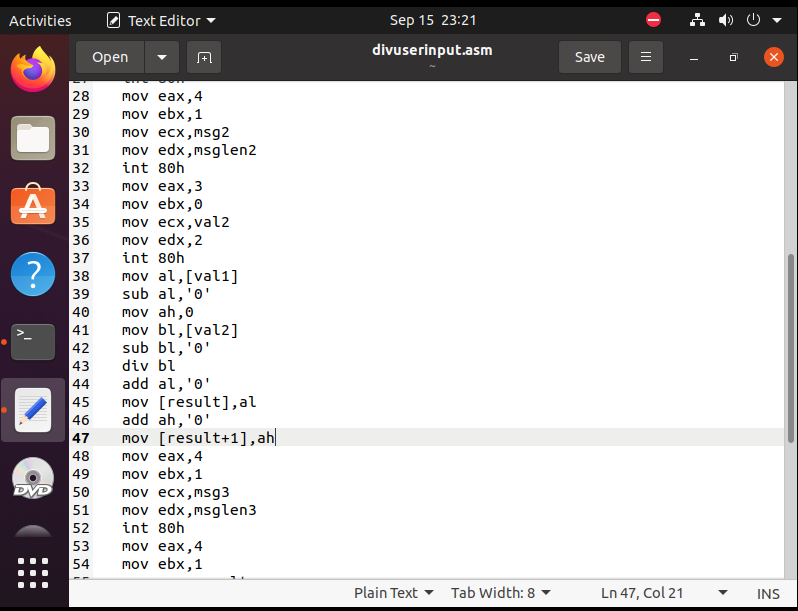 Activities
Text Editor
Sep 15 23:21
Open
divuserinput.asm
~
Save
28 mov eax,4
29 mov ebx,1
30 mov ecx,msg2
31 mov edx,msglen2
32 int 80h
33 mov eax,3
34 mov ebx,0
35 mov ecx,val2
36 mov edx,2
37 int 80h
38 mov al,[val1]
39 sub al,'0'
40 mov ah,0
41 mov bl,[val2]
42 sub bl,'0'
43 div bl
44 add al,'0'
45 mov [result],al
46 add ah,'0'
47 mov [result+1],ah
48 mov eax,4
49 mov ebx,1
50 mov ecx,msg3
51 mov edx,msglen3
52 int 80h
53 mov eax,4
54 mov ebx,1
Plain Text
Tab Width: 8
Ln 47, Col 21
INS
>_
?
DVD